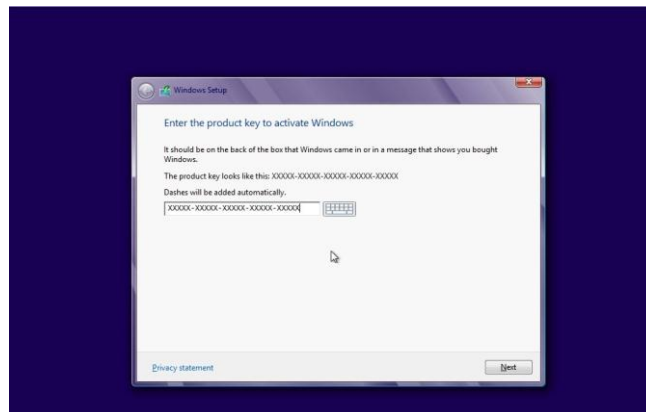 Windows Setup
Enter the product key to activate Windows
It should be on the back of the box that Windows came in or in a message that shows you bought
Windows.
The product key looks like this: XXXXX-XXXXX-XXXXX-XXXXX-XXXXX
Dashes will be added automatically.
XXXXX-XXXXX-XXXXX-XXXXX-XXXXX
Privacy statement
Next